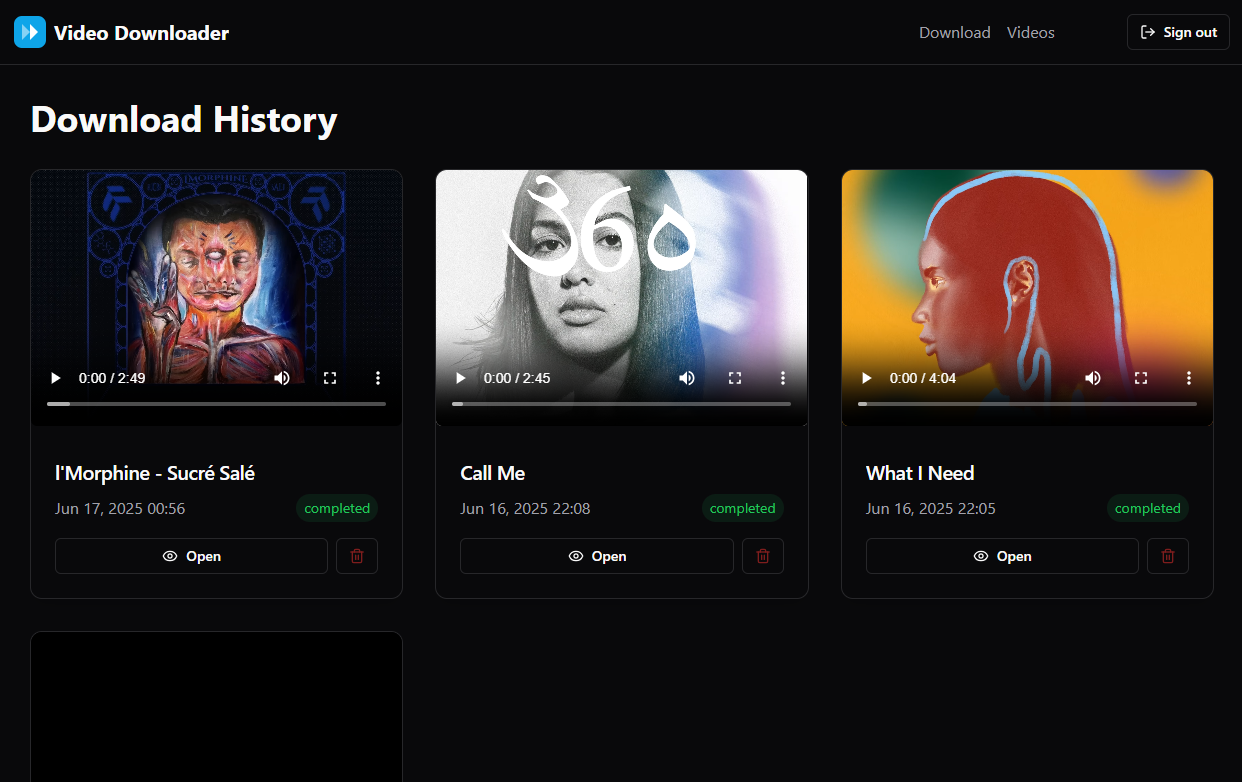 Video Downloader
Download
Videos
Sign out
Download History
IMORPHINE
360
0:00 / 2:49
0:00 / 2:45
0:00 / 4:04
l'Morphine - Sucré Salé
Call Me
What I Need
Jun 17, 2025 00:56
completed
Jun 16, 2025 22:08
completed
Jun 16, 2025 22:05
completed
Open
Open
Open